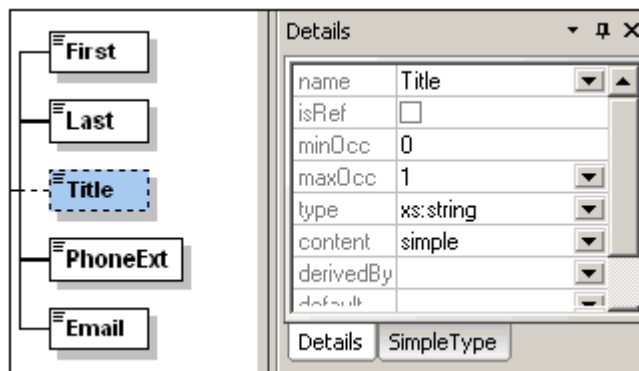 First
Last
Title
PhoneExt
Email
Details
name Title
isRef
minOcc 0
maxOcc 1
type xs:string
content simple
derivedBy
default
Details SimpleType